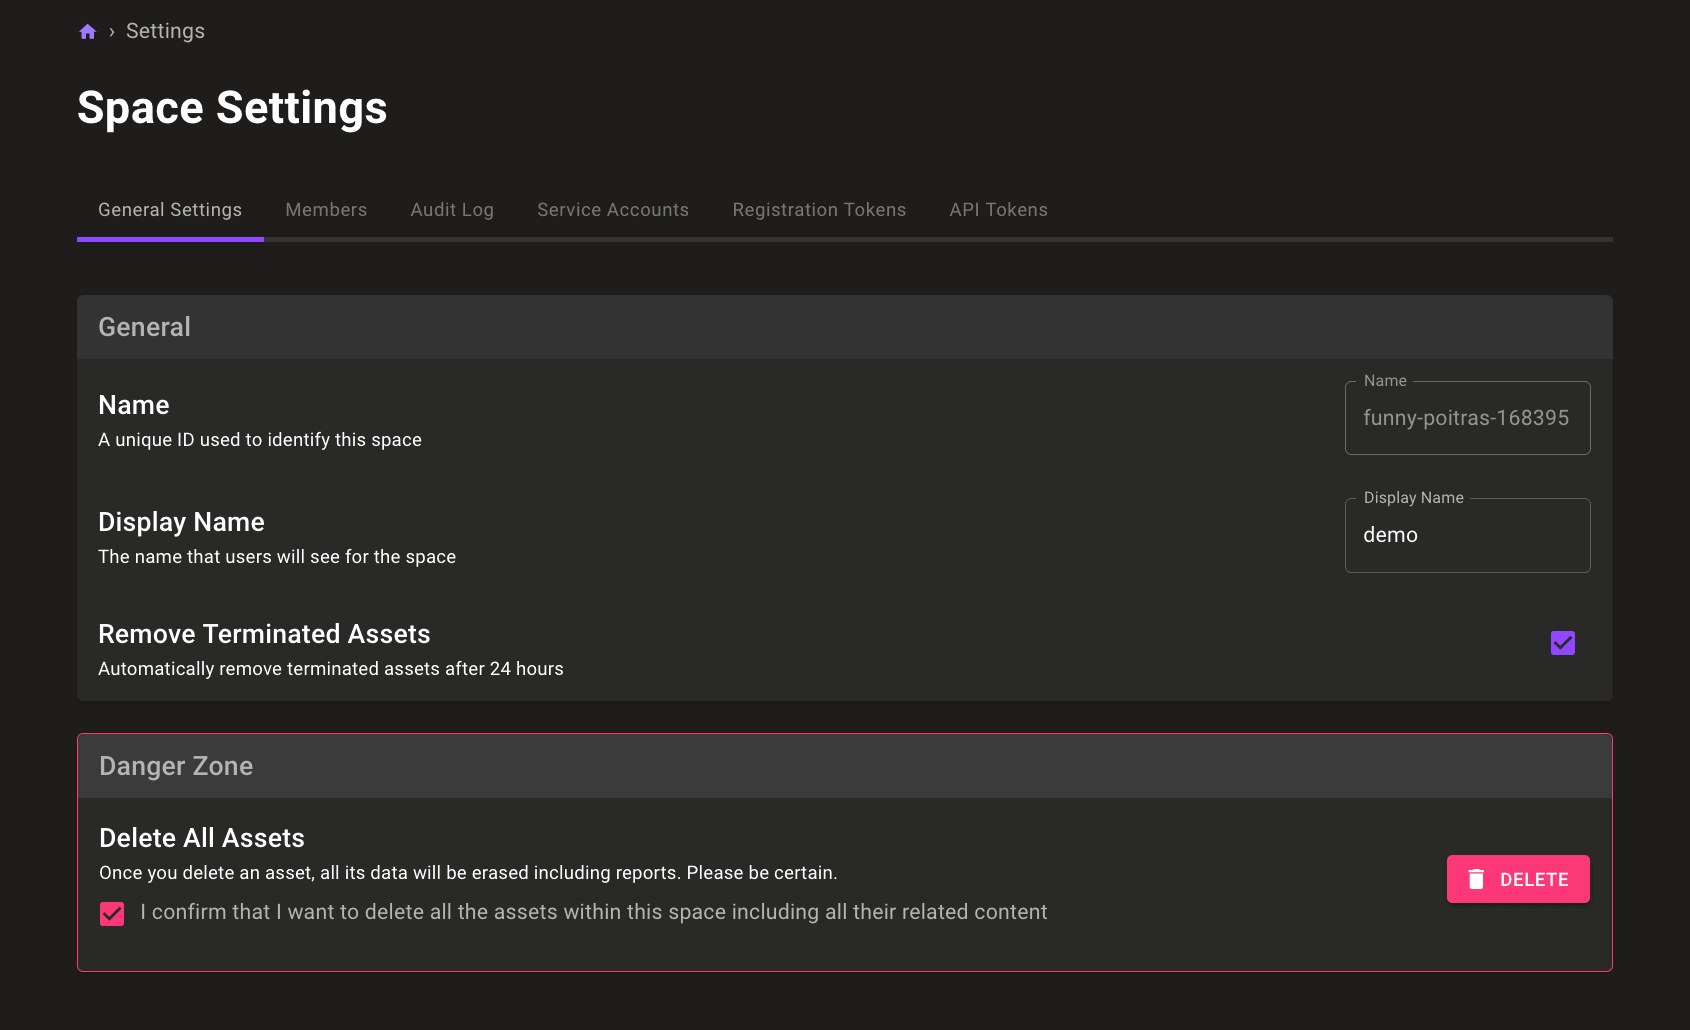 › Settings
Space Settings
General Settings Members Audit Log Service Accounts Registration Tokens API Tokens
General
Name
A unique ID used to identify this space
Name
funny-poitras-168395
Display Name
The name that users will see for the space
Display Name
demo
Remove Terminated Assets
Automatically remove terminated assets after 24 hours
Danger Zone
Delete All Assets
Once you delete an asset, all its data will be erased including reports. Please be certain.
I confirm that I want to delete all the assets within this space including all their related content
DELETE